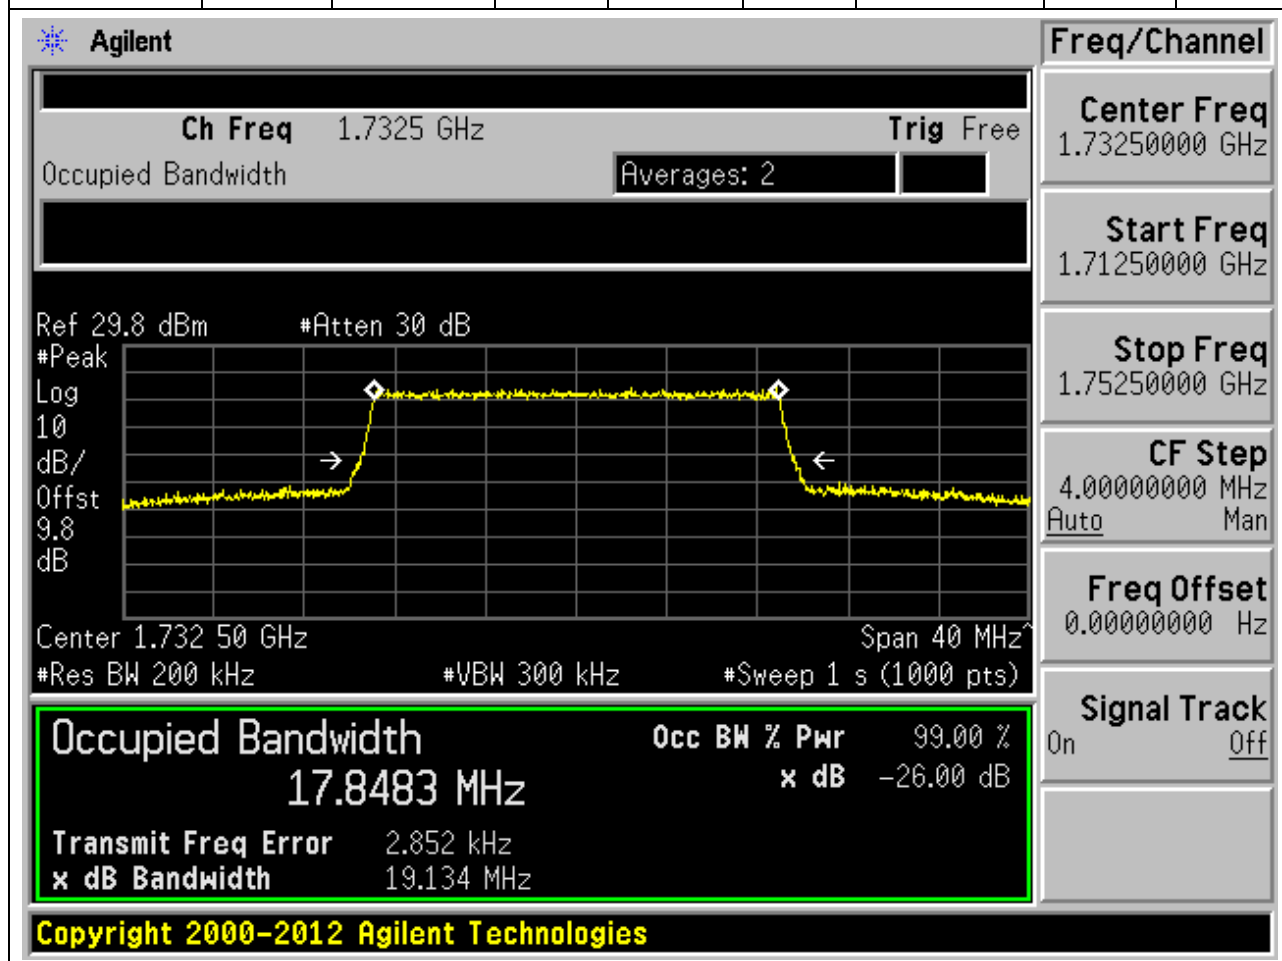 Agilent
Freq/Channel
Ch Freq 1.7325 GHz Trig Free
Occupied Bandwidth Averages: 2
Center Freq
1.73250000 GHz
Start Freq
1.71250000 GHz
Stop Freq
1.75250000 GHz
CF Step
4.00000000 MHz
Auto Man
Freq Offset
0.00000000 Hz
Signal Track
On Off
Ref 29.8 dBm #Atten 30 dB
#Peak
Log
10
dB/
Offst
9.8
dB
Center 1.732 50 GHz Span 40 MHz^
#Res BW 200 kHz #VBW 300 kHz #Sweep 1 s (1000 pts)
Occupied Bandwidth Occ BW % Pwr 99.00 %
17.8483 MHz x dB -26.00 dB
Transmit Freq Error 2.852 kHz
x dB Bandwidth 19.134 MHz
Copyright 2000-2012 Agilent Technologies